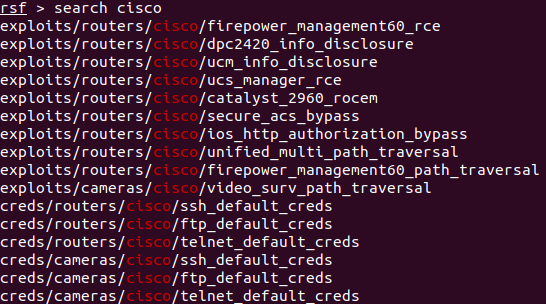 rsf > search cisco
exploits/routers/cisco/firepower_management60_rce
exploits/routers/cisco/dpc2420_info_disclosure
exploits/routers/cisco/ucm_info_disclosure
exploits/routers/cisco/ucs_manager_rce
exploits/routers/cisco/catalyst_2960_rocem
exploits/routers/cisco/secure_acs_bypass
exploits/routers/cisco/ios_http_authorization_bypass
exploits/routers/cisco/unified_multi_path_traversal
exploits/routers/cisco/firepower_management60_path_traversal
exploits/cameras/cisco/video_surv_path_traversal
creds/routers/cisco/ssh_default_creds
creds/routers/cisco/ftp_default_creds
creds/routers/cisco/telnet_default_creds
creds/cameras/cisco/ssh_default_creds
creds/cameras/cisco/ftp_default_creds
creds/cameras/cisco/telnet_default_creds